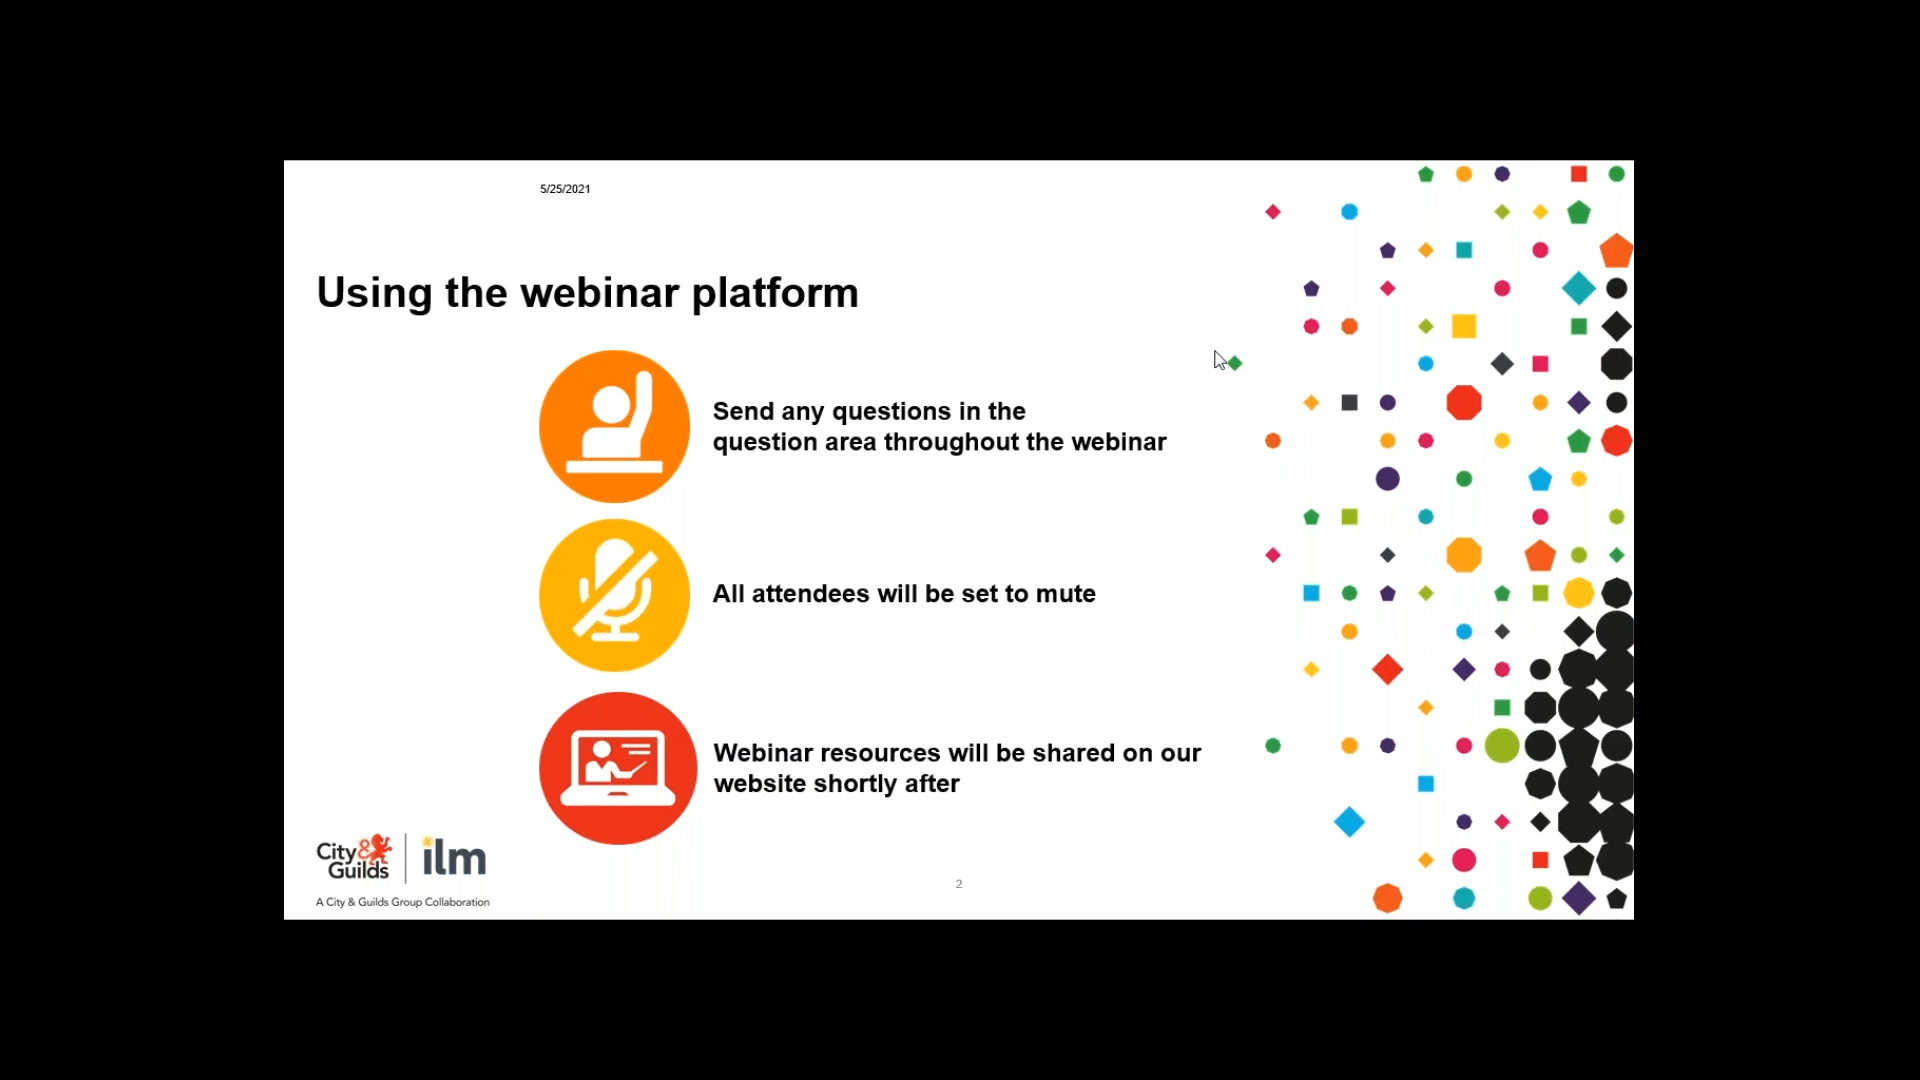 5/25/2021
Using the webinar platform
Send any questions in the
question area throughout the webinar
All attendees will be set to mute
Webinar resources will be shared on our
website shortly after
City&
Guilds
ilm
A City & Guilds Group Collaboration
2